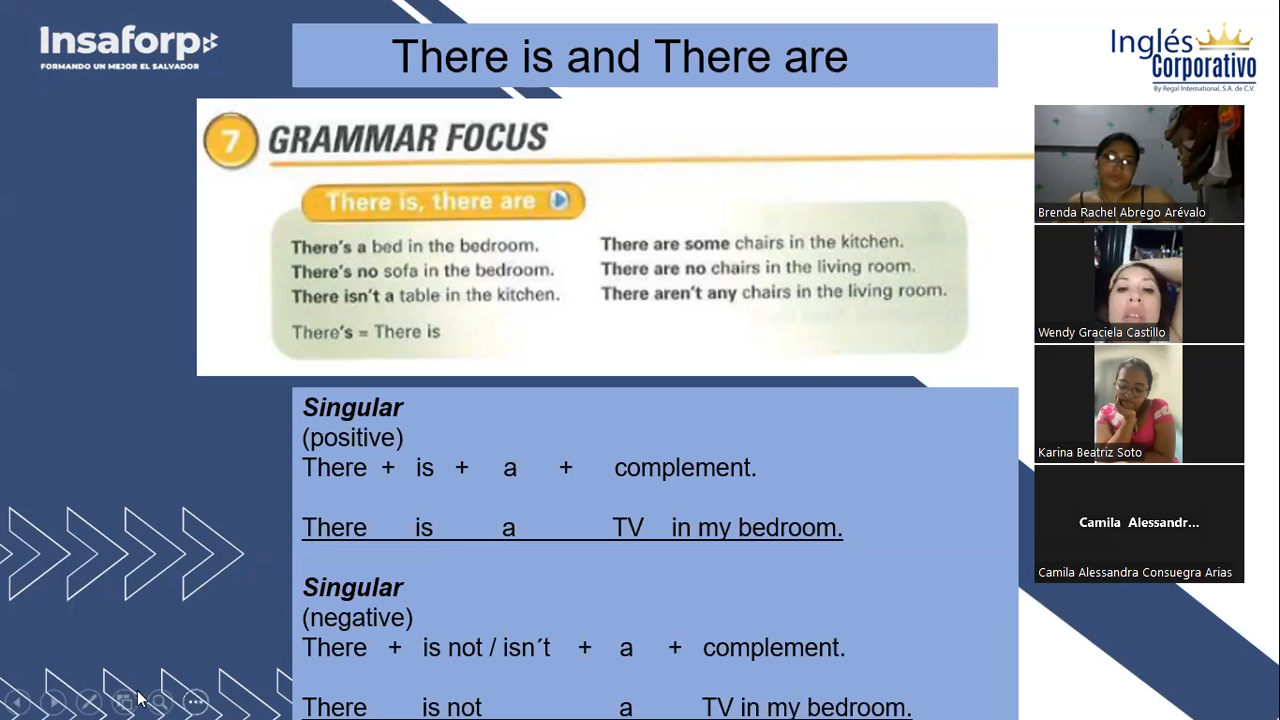 Insaforp
FORMANDO UN MEJOR EL SALVADOR
There is and There are
Inglés
Corporativo
By Regal International, S.A. de C.V.
7 GRAMMAR FOCUS
There is, there are
There's a bed in the bedroom.
There's no sofa in the bedroom.
There isn't a table in the kitchen.
There's = There is
There are some chairs in the kitchen.
There are no chairs in the living room.
There aren't any chairs in the living room.
Singular
(positive)
There + is + a + complement.
There is a TV in my bedroom.
Singular
(negative)
There + is not / isn´t + a + complement.
There is not a TV in my bedroom.
Brenda Rachel Abrego Arévalo
Wendy Graciela Castillo
Karina Beatriz Soto
Camila Alessandr...
Camila Alessandra Consuegra Arias